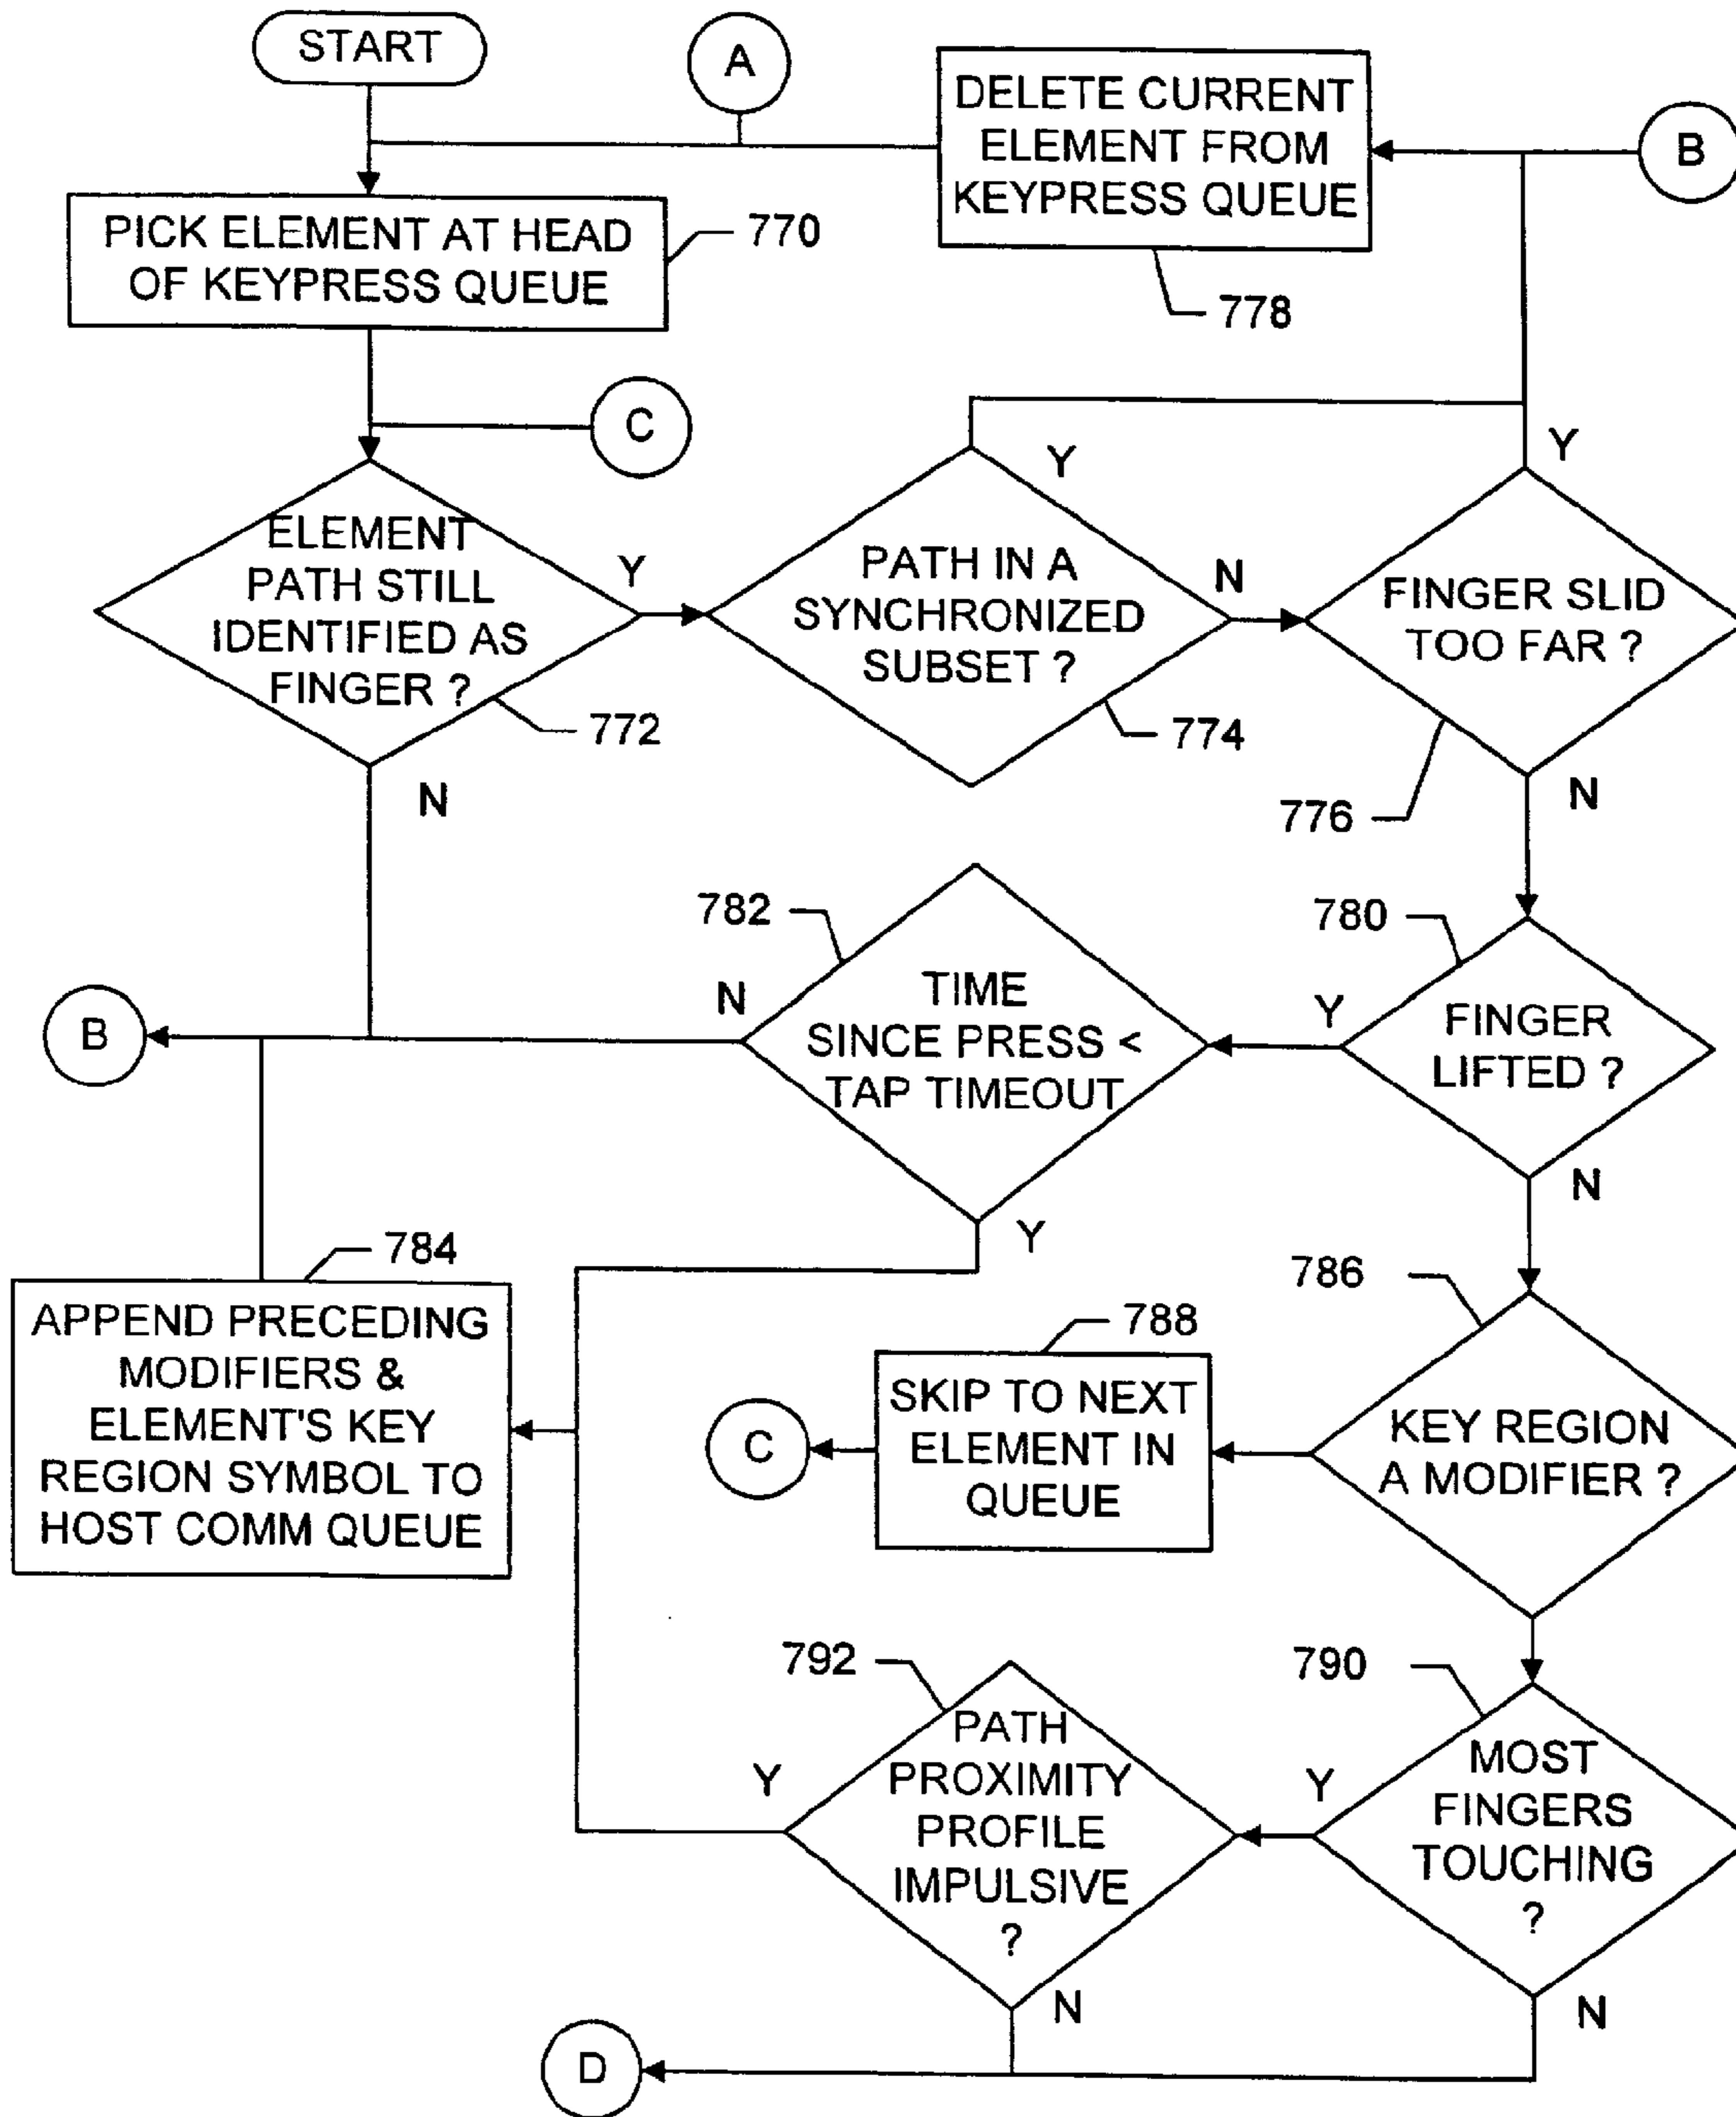 START
A
DELETE CURRENT
ELEMENT FROM
KEYPRESS QUEUE
B
PICK ELEMENT AT HEAD
OF KEYPRESS QUEUE
770
778
C
Y
Y
ELEMENT
PATH STILL
IDENTIFIED AS
FINGER ?
Y
PATH IN A
SYNCHRONIZED
SUBSET ?
N
FINGER SLID
TOO FAR ?
772
774
776
N
N
782
780
B
N
TIME
SINCE PRESS <
TAP TIMEOUT
Y
FINGER
LIFTED ?
N
Y
784
786
788
APPEND PRECEDING
MODIFIERS &
ELEMENT'S KEY
REGION SYMBOL TO
HOST COMM QUEUE
C
SKIP TO NEXT
ELEMENT IN
QUEUE
KEY REGION
A MODIFIER ?
792
790
Y
PATH
PROXIMITY
PROFILE
IMPULSIVE
?
Y
MOST
FINGERS
TOUCHING
?
N
N
D